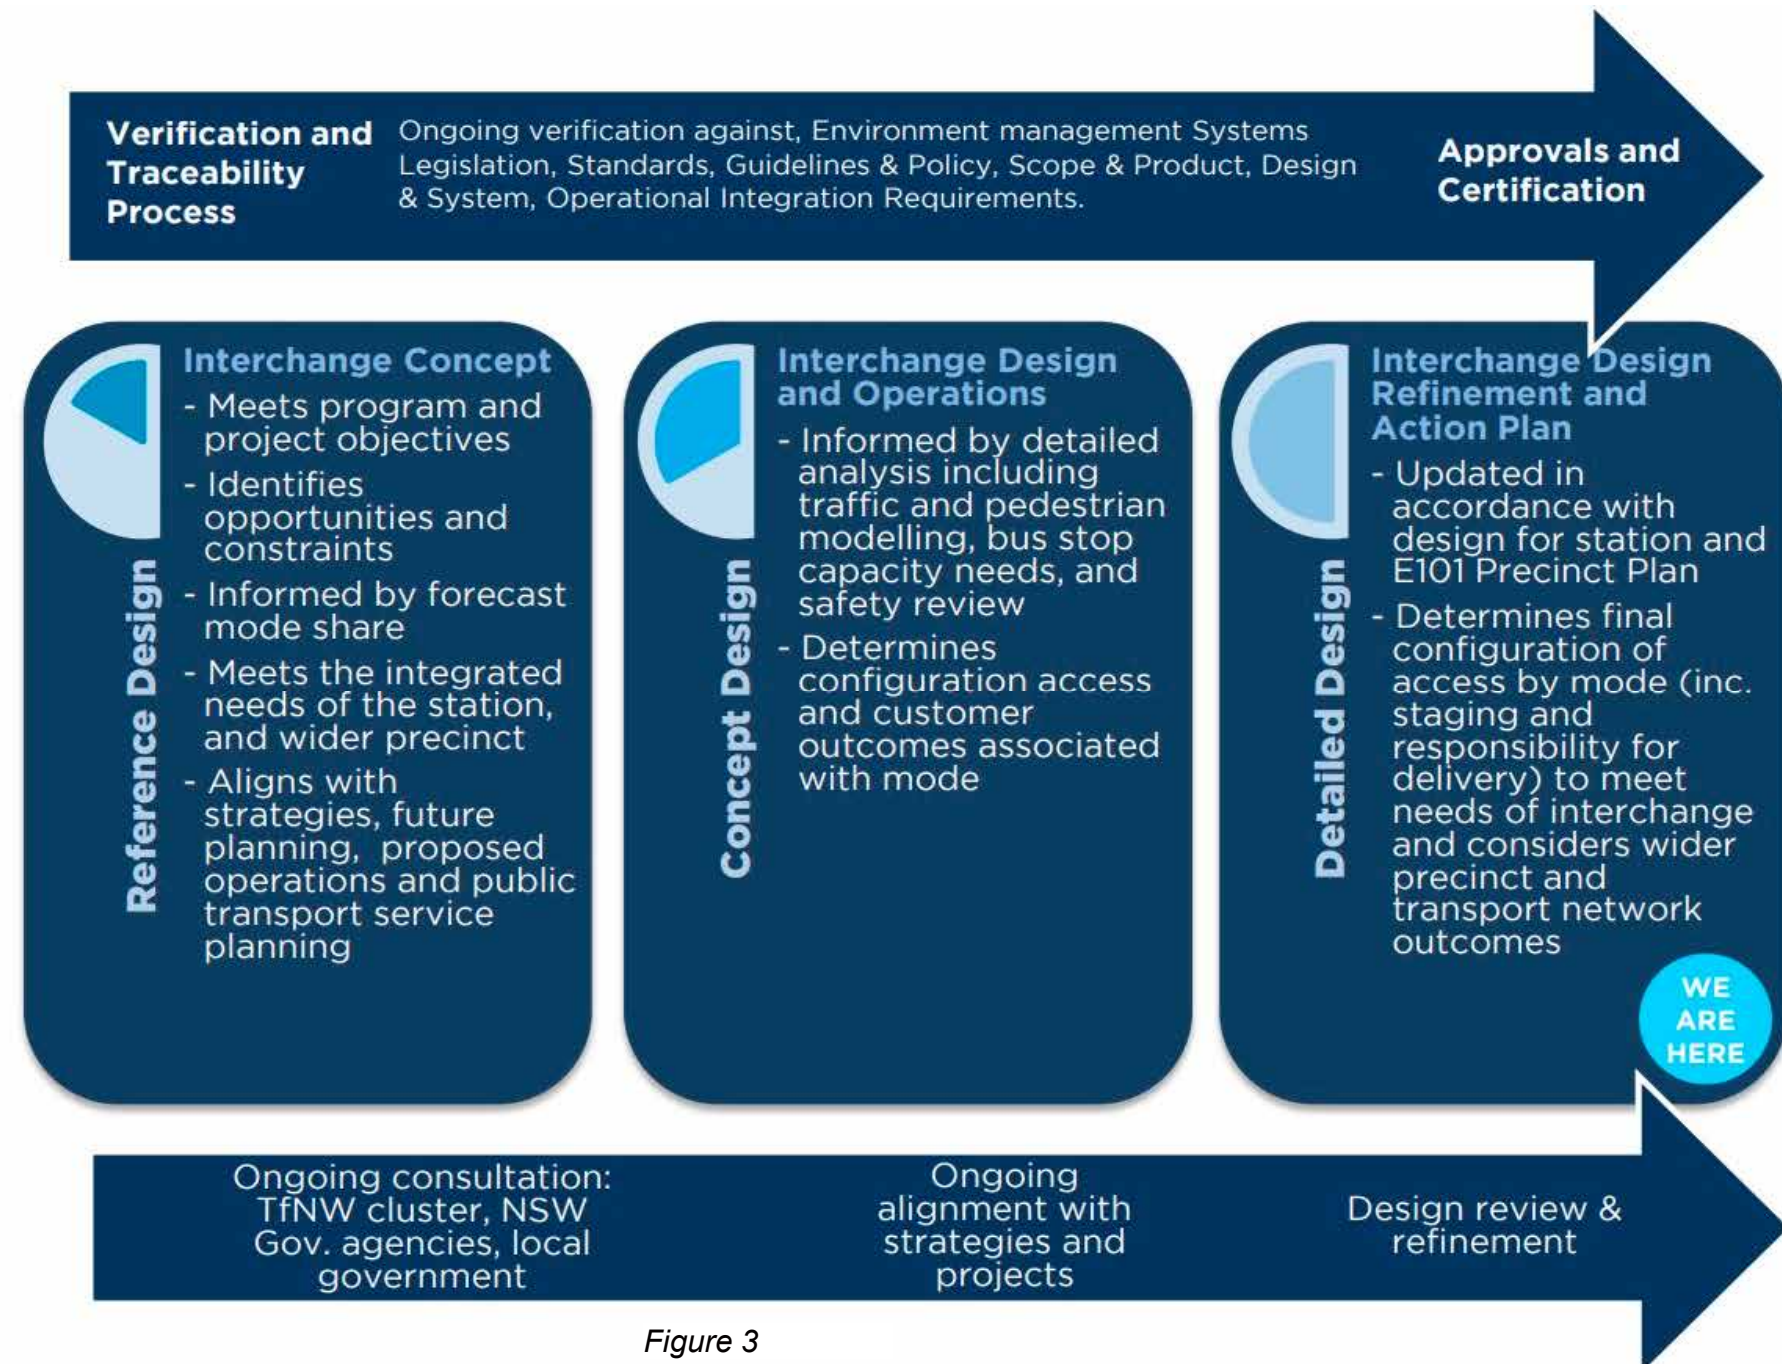 Verification and
Traceability
Process
Ongoing verification against, Environment management Systems
Legislation, Standards, Guidelines & Policy, Scope & Product, Design
& System, Operational Integration Requirements.
Approvals and
Certification
Reference Design
Interchange Concept
- Meets program and
project objectives
- Identifies
opportunities and
constraints
- Informed by forecast
mode share
- Meets the integrated
needs of the station,
and wider precinct
- Aligns with
strategies, future
planning, proposed
operations and public
transport service
planning
Concept Design
Interchange Design
and Operations
- Informed by detailed
analysis including
traffic and pedestrian
modelling, bus stop
capacity needs, and
safety review
- Determines
configuration access
and customer
outcomes associated
with mode
Detailed Design
Interchange Design
Refinement and
Action Plan
- Updated in
accordance with
design for station and
E101 Precinct Plan
- Determines final
configuration of
access by mode (inc.
staging and
responsibility for
delivery) to meet
needs of interchange
and considers wider
precinct and
transport network
outcomes
WE
ARE
HERE
Ongoing consultation:
TfNW cluster, NSW
Gov. agencies, local
government
Ongoing
alignment with
strategies and
projects
Design review &
refinement
Figure 3